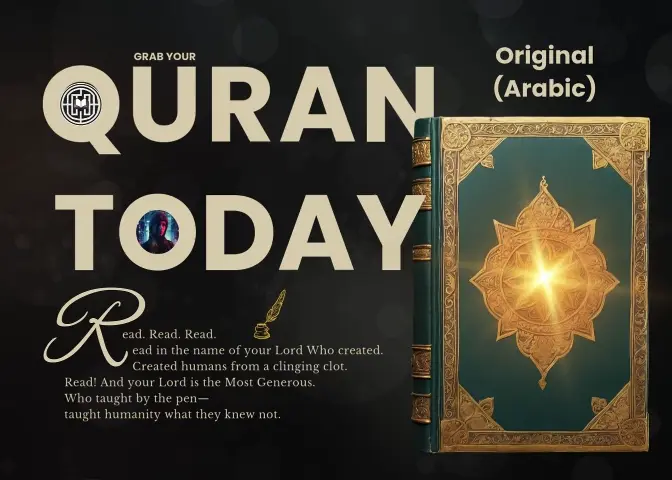 GRAB YOUR
QURAN
TODAY
Original
(Arabic)
Read. Read. Read.
Read in the name of your Lord Who created.
Created humans from a clinging clot.
Read! And your Lord is the Most Generous.
Who taught by the pen—
taught humanity what they knew not.